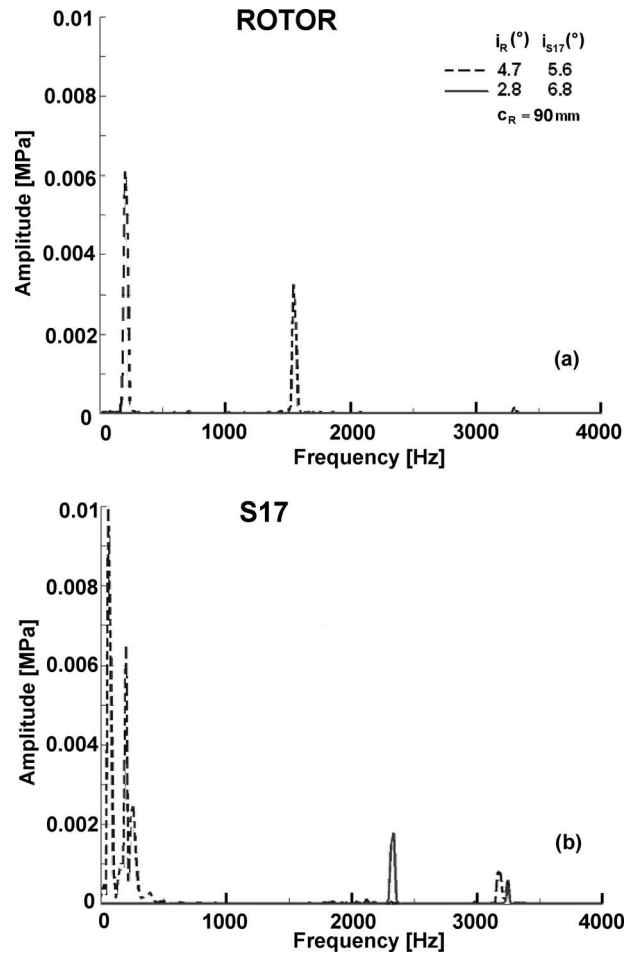 ROTOR
i_R (°) i_S17 (°)
4.7 5.6
2.8 6.8
c_R = 90 mm
Amplitude [MPa]
0.01
0.008
0.006
0.004
0.002
0
(a)
1000 2000 3000 4000
Frequency [Hz]
S17
Amplitude [MPa]
0.01
0.008
0.006
0.004
0.002
0
(b)
1000 2000 3000 4000
Frequency [Hz]